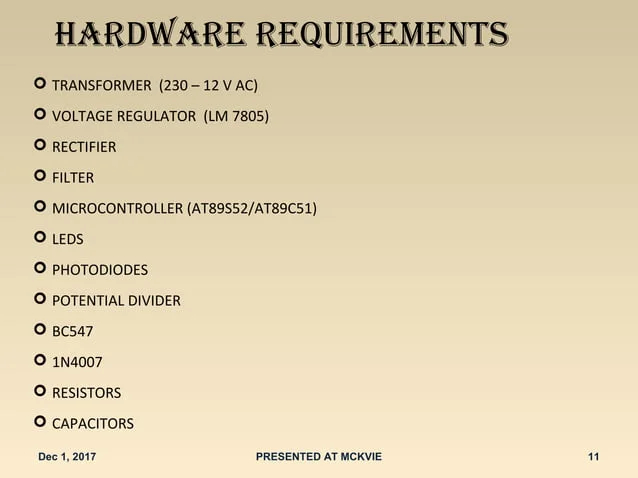 HARDWARE REQUIREMENTS
TRANSFORMER (230 – 12 V AC)
VOLTAGE REGULATOR (LM 7805)
RECTIFIER
FILTER
MICROCONTROLLER (AT89S52/AT89C51)
LEDS
PHOTODIODES
POTENTIAL DIVIDER
BC547
1N4007
RESISTORS
CAPACITORS
Dec 1, 2017 PRESENTED AT MCKVIE 11